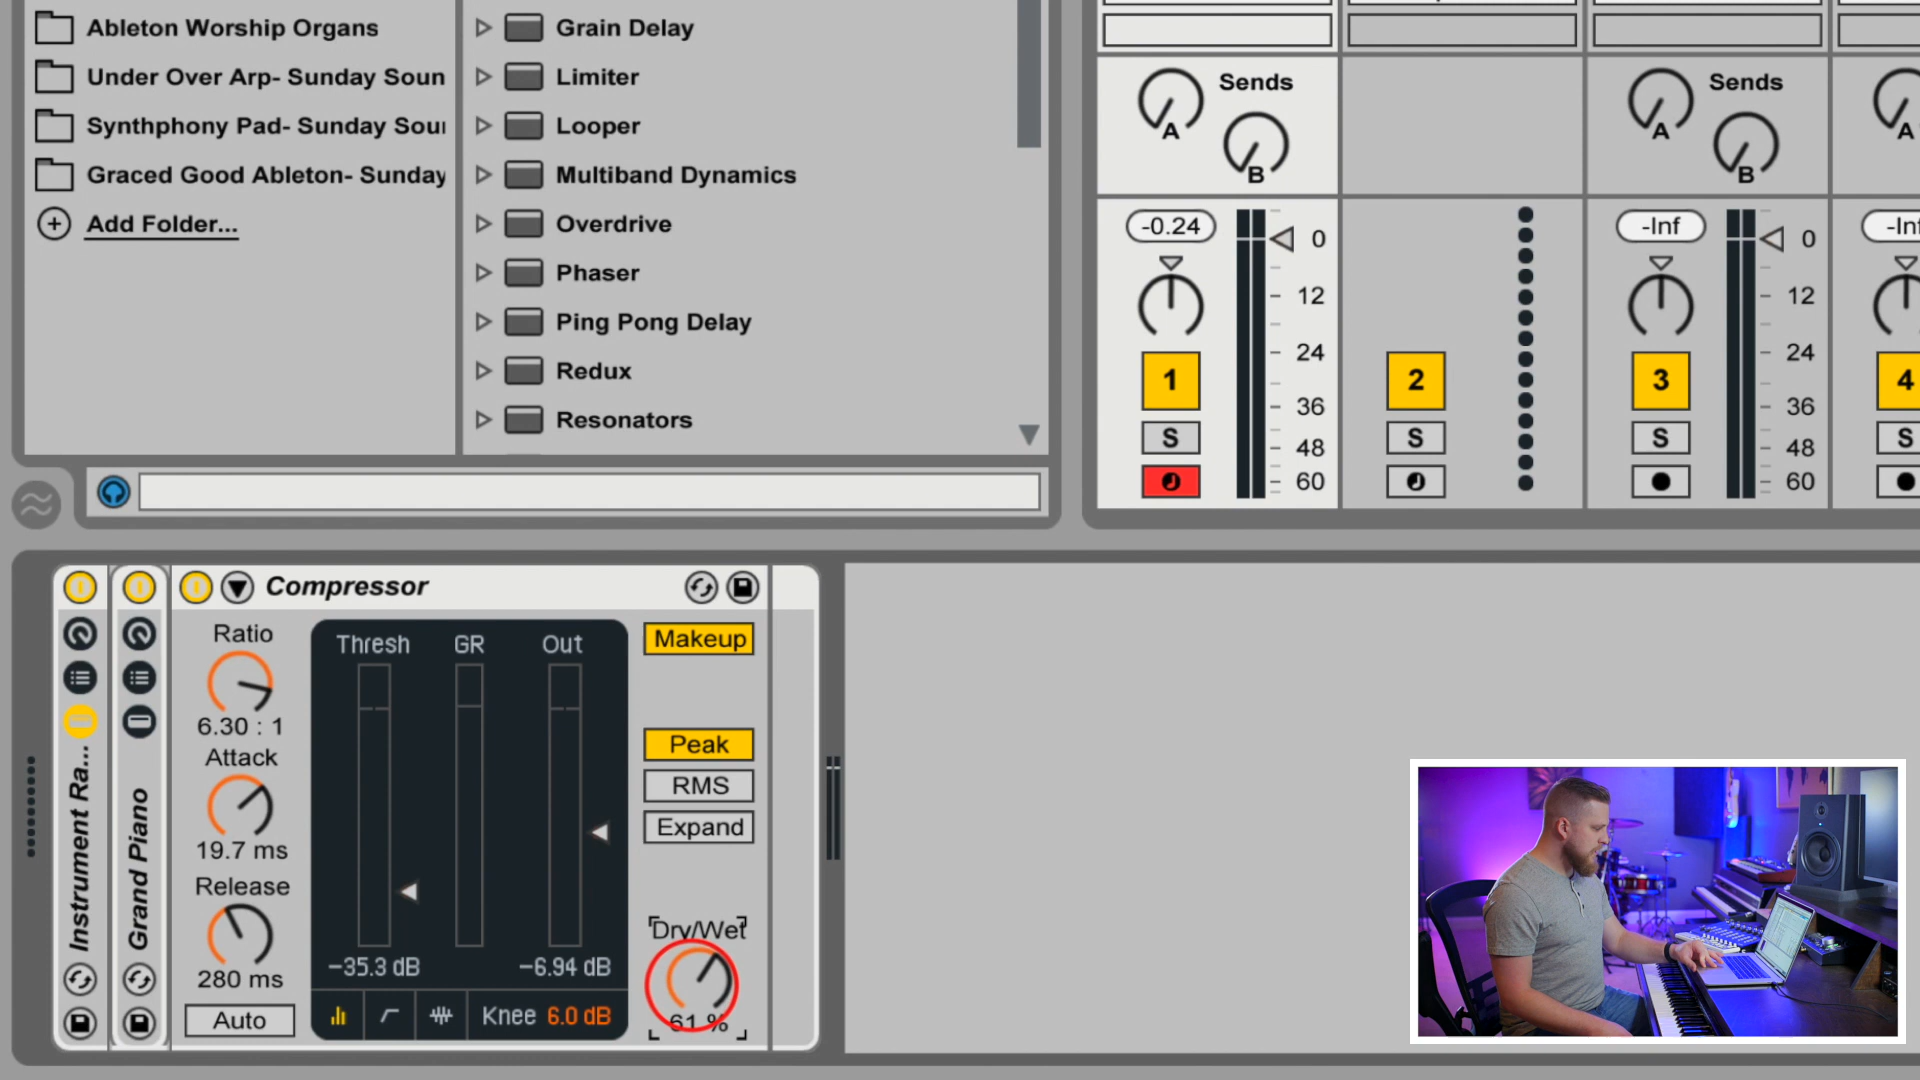 Ableton Worship Organs
Under Over Arp- Sunday Soun
Synthphony Pad- Sunday Sou
Graced Good Ableton- Sunday
Add Folder...
Grain Delay
Limiter
Looper
Multiband Dynamics
Overdrive
Phaser
Ping Pong Delay
Redux
Resonators
Sends
A
B
-0.24
0
12
24
36
48
60
1
S
2
S
Sends
A
B
-Inf
0
12
24
36
48
60
3
S
A
-Inf
4
S
Instrument Ra...
Grand Piano
Compressor
Ratio
6.30 : 1
Attack
19.7 ms
Release
280 ms
Auto
Thresh
GR
Out
-35.3 dB
-6.94 dB
Knee 6.0 dB
Makeup
Peak
RMS
Expand
Dry/Wet
61 %